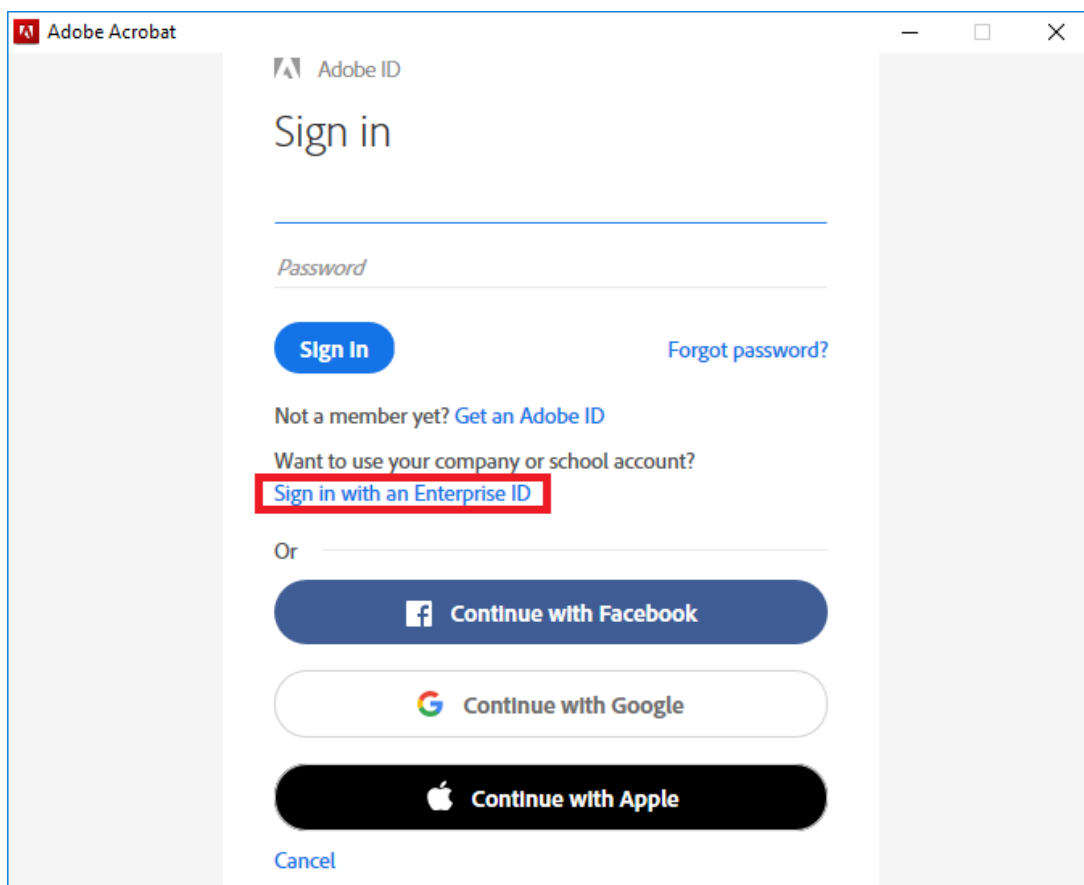 Adobe Acrobat
Adobe ID
Sign in
Password
Sign in
Forgot password?
Not a member yet? Get an Adobe ID
Want to use your company or school account?
Sign in with an Enterprise ID
Or
Continue with Facebook
Continue with Google
Continue with Apple
Cancel